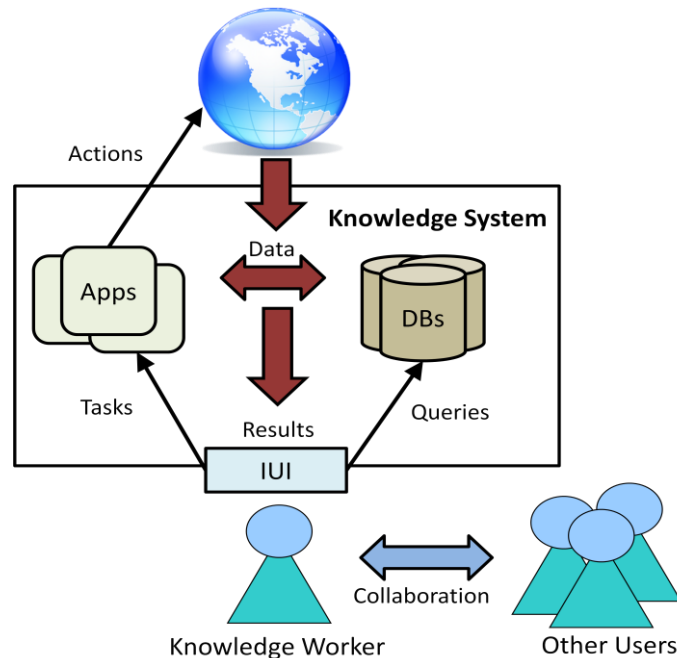 Actions
Knowledge System
Data
Apps
DBs
Tasks
Queries
Results
IUI
Collaboration
Knowledge Worker
Other Users